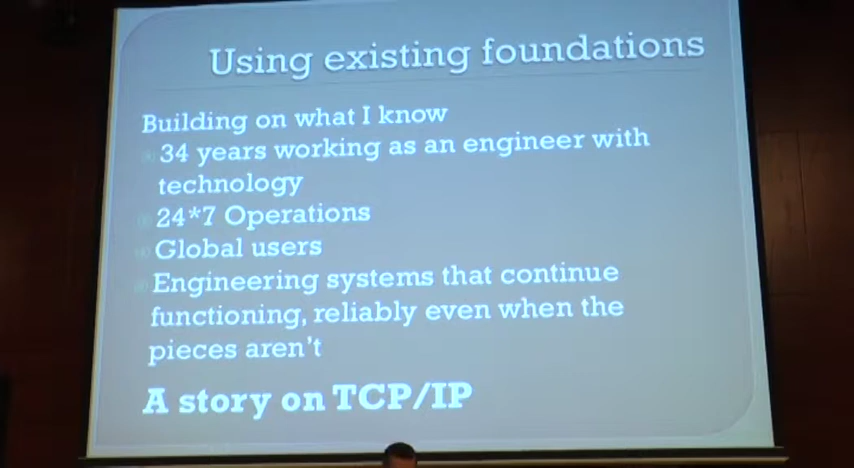 Using existing foundations
Building on what I know
34 years working as an engineer with
technology
24*7 Operations
Global users
Engineering systems that continue
functioning, reliably even when the
pieces aren't
A story on TCP/IP